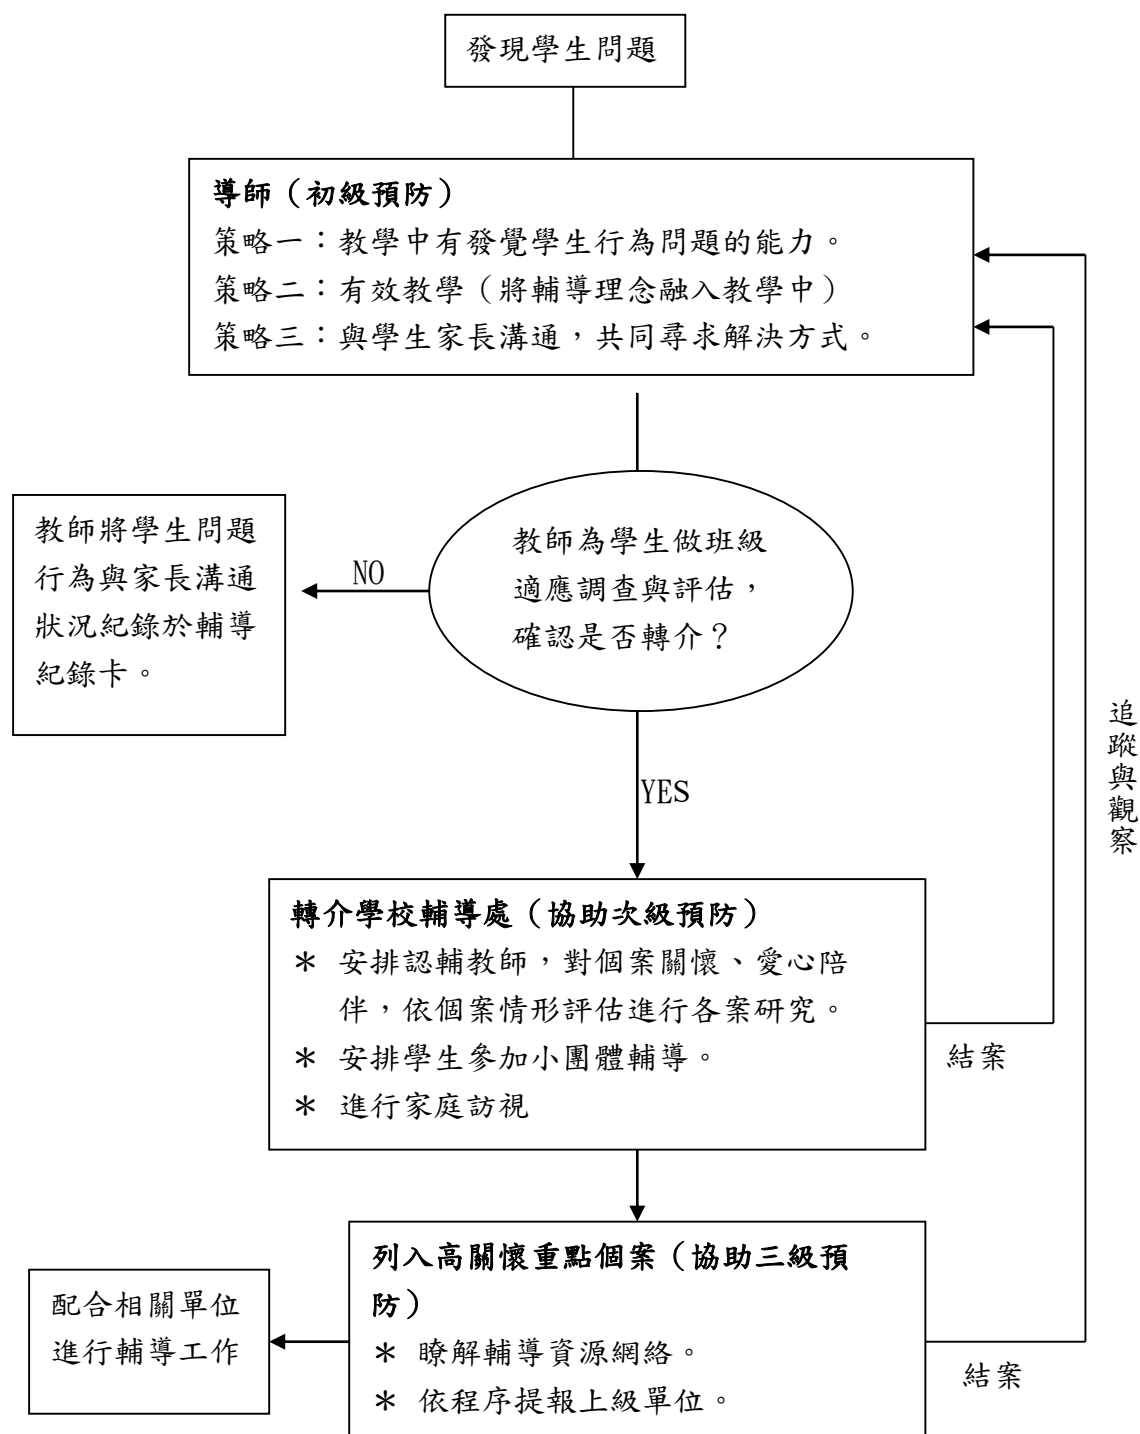 發現學生問題
導師（初級預防）
策略一：教學中有發覺學生行為問題的能力。
策略二：有效教學（將輔導理念融入教學中）
策略三：與學生家長溝通，共同尋求解決方式。
教師為學生做班級
適應調查與評估，
確認是否轉介？
NO
教師將學生問題
行為與家長溝通
狀況紀錄於輔導
紀錄卡。
YES
追蹤與觀察
轉介學校輔導處（協助次級預防）
＊ 安排認輔教師，對個案關懷、愛心陪
伴，依個案情形評估進行各案研究。
＊ 安排學生參加小團體輔導。
＊ 進行家庭訪視
結案
列入高關懷重點個案（協助三級預
防）
＊ 瞭解輔導資源網絡。
＊ 依程序提報上級單位。
結案
配合相關單位
進行輔導工作